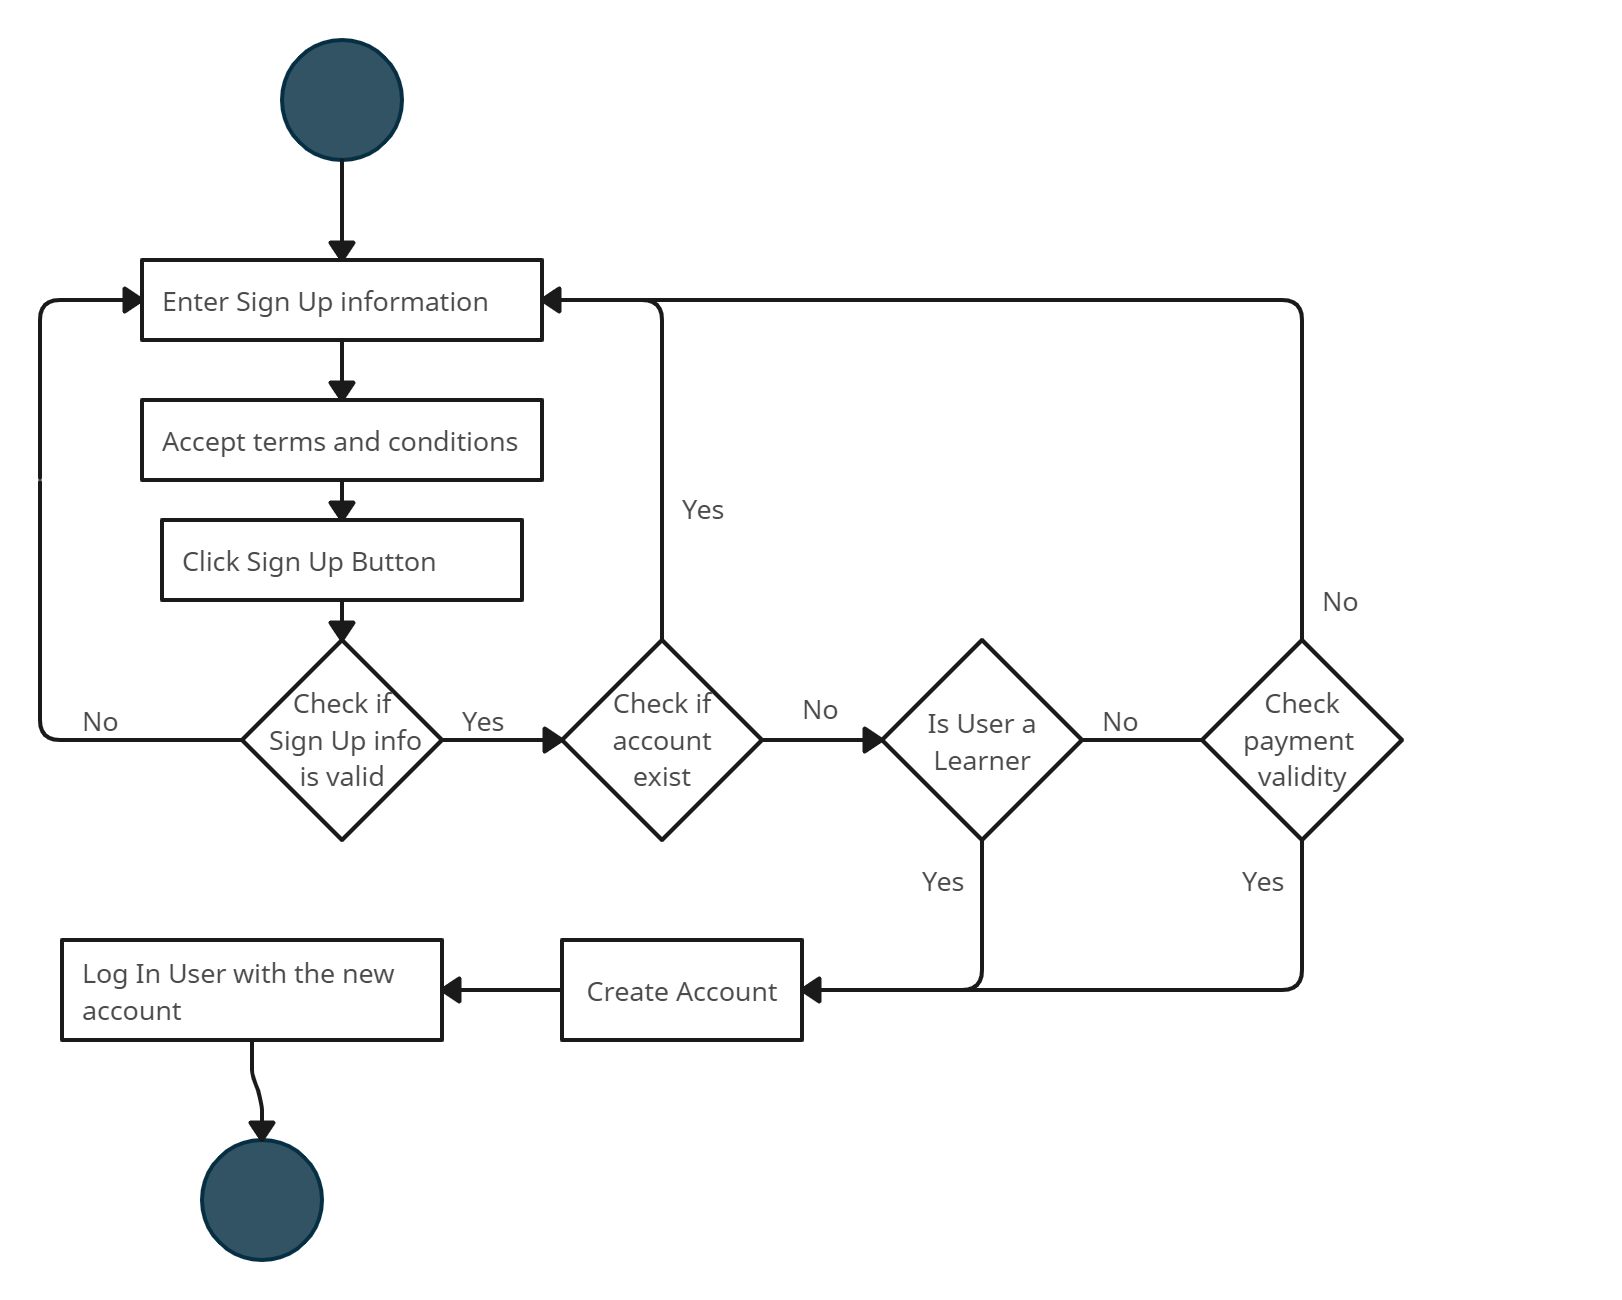 Enter Sign Up information
Accept terms and conditions
Yes
Click Sign Up Button
No
Check if
Sign Up info
is valid
No
Yes
Check if
account
exist
No
Is User a
Learner
No
Check
payment
validity
Yes
Yes
Log In User with the new
account
Create Account